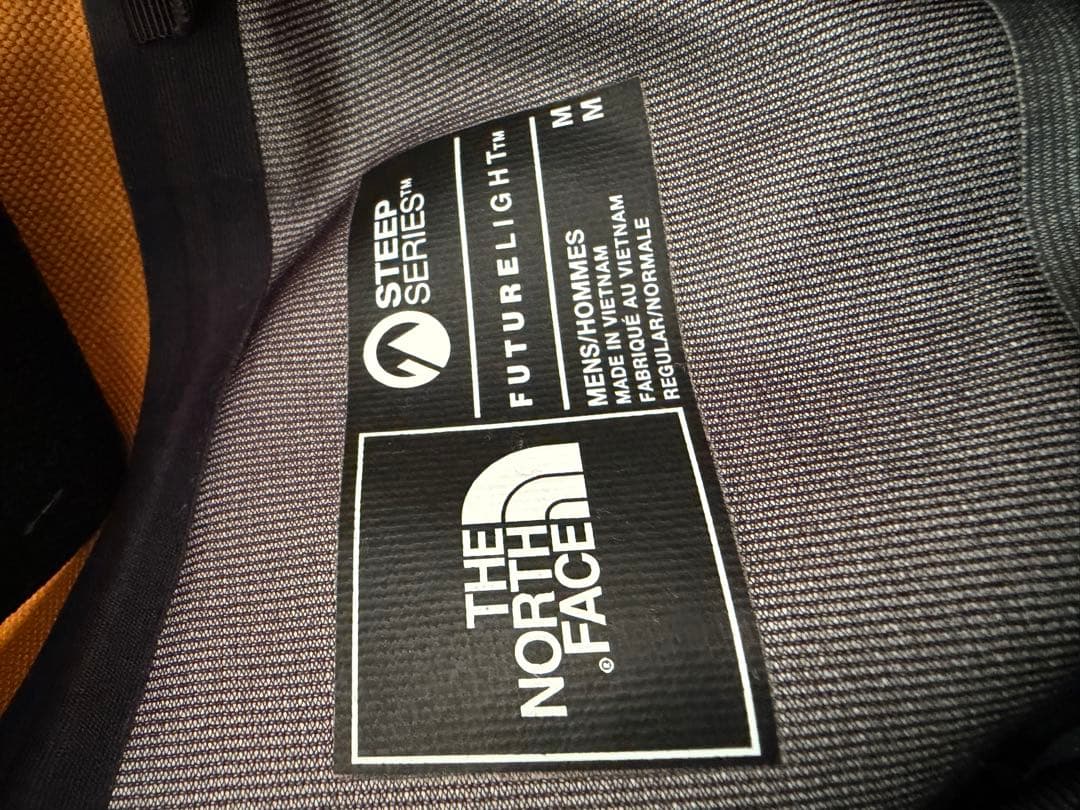 THE
NORTH
FACE®
STEEP
SERIES™
FUTURELIGHT™
M
MENS/HOMMES M
MADE IN VIETNAM
FABRIQUÉ AU VIETNAM
REGULAR/NORMALE